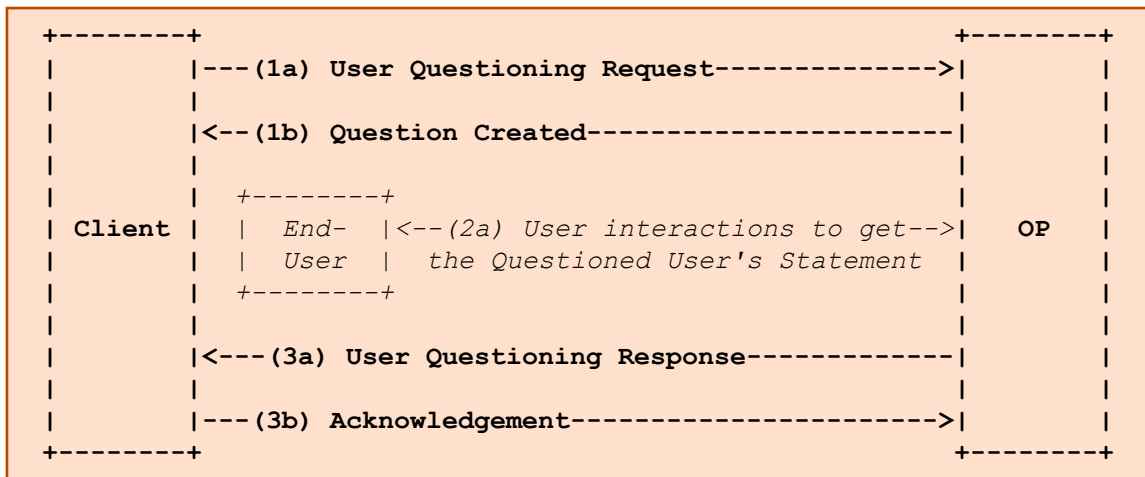 +--------+                                                  +--------+
|        |---(1a) User Questioning Request--------------->|        |
|        |                                                  |        |
|        |<--(1b) Question Created------------------------|        |
|        |                                                  |        |
|        |  +--------+                                      |        |
| Client |  |  End-  |<--(2a) User interactions to get-->|   OP   |
|        |  |  User  |  the Questioned User's Statement  |        |
|        |  +--------+                                      |        |
|        |                                                  |        |
|        |<---(3a) User Questioning Response--------------|        |
|        |                                                  |        |
|        |---(3b) Acknowledgement------------------------>|        |
+--------+                                                  +--------+